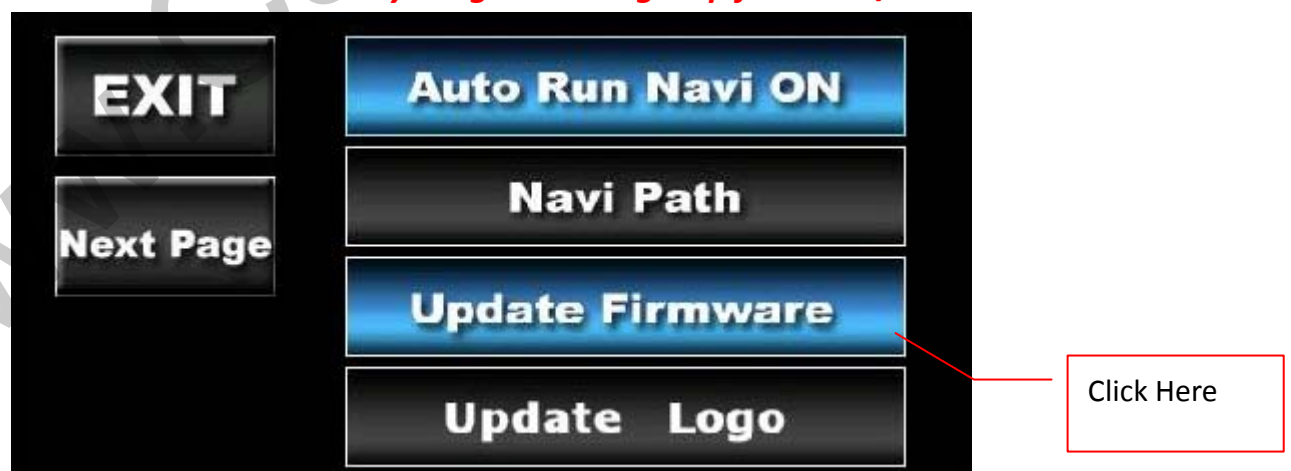 EXIT
Auto Run Navi ON
Navi Path
Next Page
Update Firmware
Click Here
Update Logo